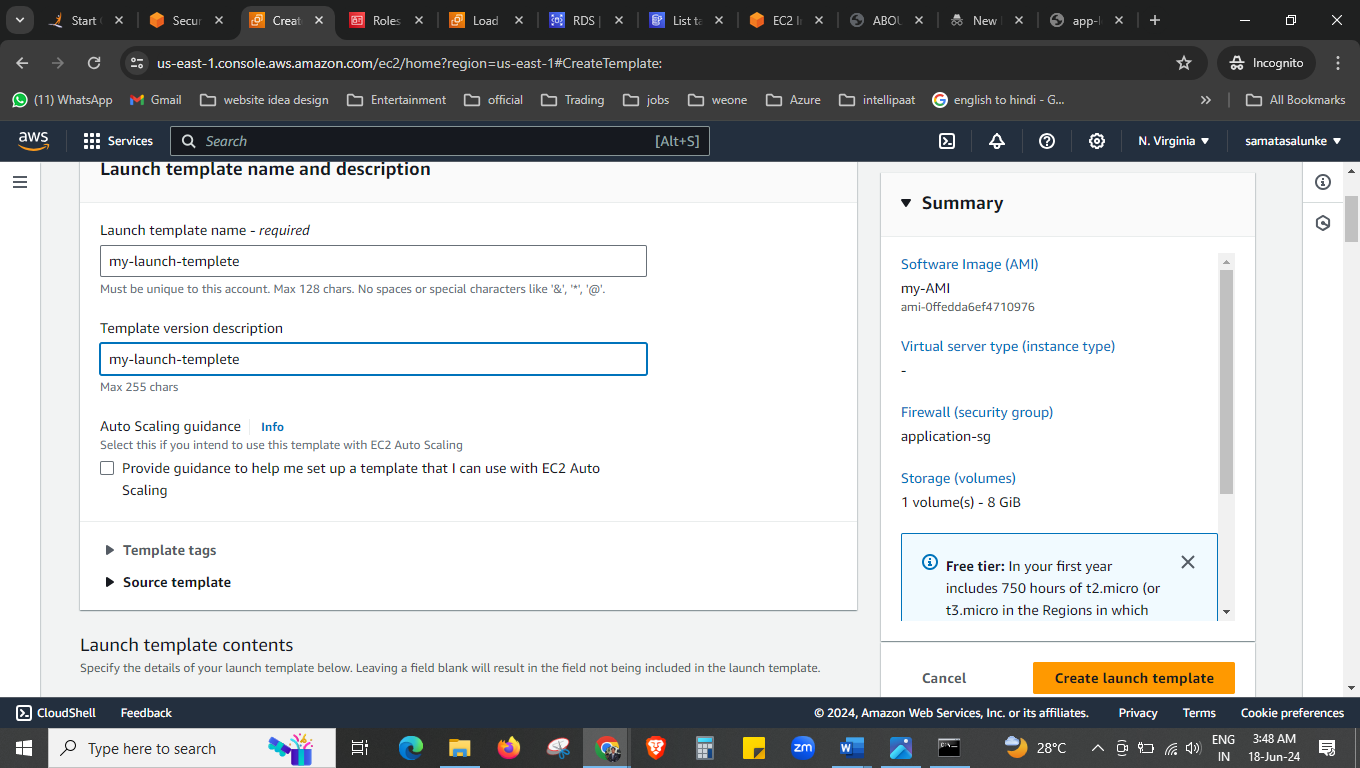 Start
Secur
Create
Roles
Load
RDS |
List ta
EC2 In
ABOU
New
app-l
us-east-1.console.aws.amazon.com/ec2/home?region=us-east-1#CreateTemplate:
Incognito
(11) WhatsApp
Gmail
website idea design
Entertainment
official
Trading
jobs
weone
Azure
intellipaat
english to hindi - G...
»
All Bookmarks
aws
Services
Search
[Alt+S]
N. Virginia
samatasalunke
Launch template name and description
Launch template name - required
my-launch-templete
Must be unique to this account. Max 128 chars. No spaces or special characters like '&', '*', '@'.
Template version description
my-launch-templete
Max 255 chars
Auto Scaling guidance
Info
Select this if you intend to use this template with EC2 Auto Scaling
Provide guidance to help me set up a template that I can use with EC2 Auto
Scaling
Template tags
Source template
Launch template contents
Specify the details of your launch template below. Leaving a field blank will result in the field not being included in the launch template.
Summary
Software Image (AMI)
my-AMI
ami-0ffedda6ef4710976
Virtual server type (instance type)
-
Firewall (security group)
application-sg
Storage (volumes)
1 volume(s) - 8 GiB
Free tier: In your first year
includes 750 hours of t2.micro (or
t3.micro in the Regions in which
Cancel
Create launch template
CloudShell
Feedback
© 2024, Amazon Web Services, Inc. or its affiliates.
Privacy
Terms
Cookie preferences
Type here to search
zm
28°C
ENG
IN
3:48 AM
18-Jun-24